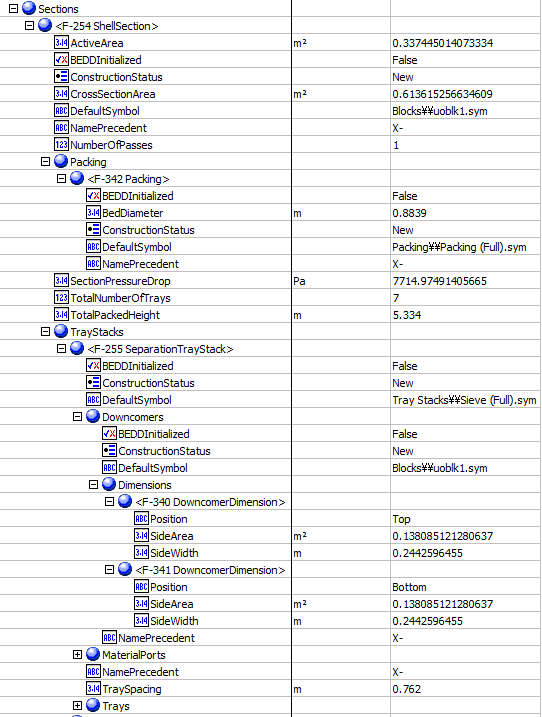 Sections
<F-254 ShellSection>
ActiveArea m² 0.337445014073334
BEDDInitialized False
ConstructionStatus New
CrossSectionArea m² 0.613615256634609
DefaultSymbol Blocks¥¥uoblk1.sym
NamePrecedent X-
NumberOfPasses 1
Packing
<F-342 Packing>
BEDDInitialized False
BedDiameter m 0.8839
ConstructionStatus New
DefaultSymbol Packing¥¥Packing (Full).sym
NamePrecedent X-
SectionPressureDrop Pa 7714.97491405665
TotalNumberOfTrays 7
TotalPackedHeight m 5.334
TrayStacks
<F-255 SeparationTrayStack>
BEDDInitialized False
ConstructionStatus New
DefaultSymbol Tray Stacks¥¥Sieve (Full).sym
Downcomers
BEDDInitialized False
ConstructionStatus New
DefaultSymbol Blocks¥¥uoblk1.sym
Dimensions
<F-340 DowncomerDimension>
Position Top
SideArea m² 0.138085121280637
SideWidth m 0.2442596455
<F-341 DowncomerDimension>
Position Bottom
SideArea m² 0.138085121280637
SideWidth m 0.2442596455
NamePrecedent X-
MaterialPorts
NamePrecedent X-
TraySpacing m 0.762
Trays